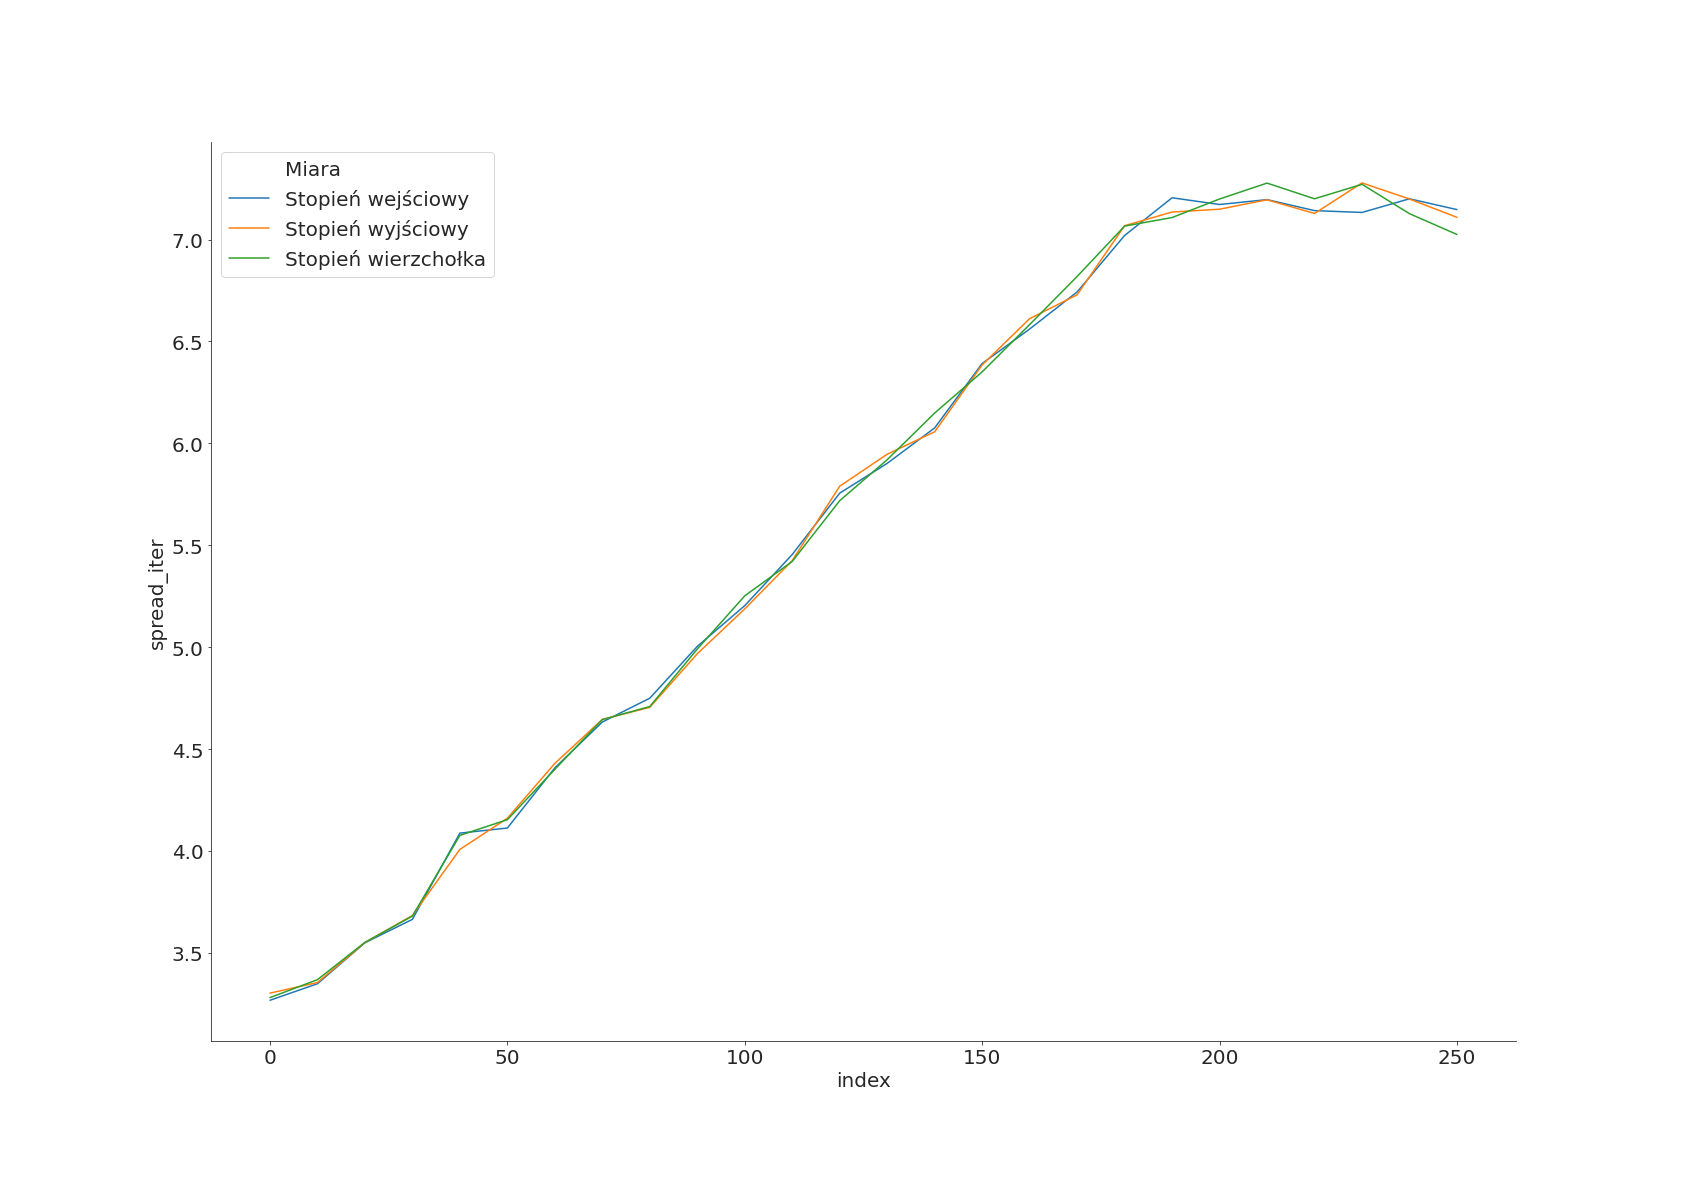 Miara
Stopień wejściowy
Stopień wyjściowy
Stopień wierzchołka
7.0
6.5
6.0
5.5
5.0
4.5
4.0
3.5
spread_iter
0 50 100 150 200 250
index